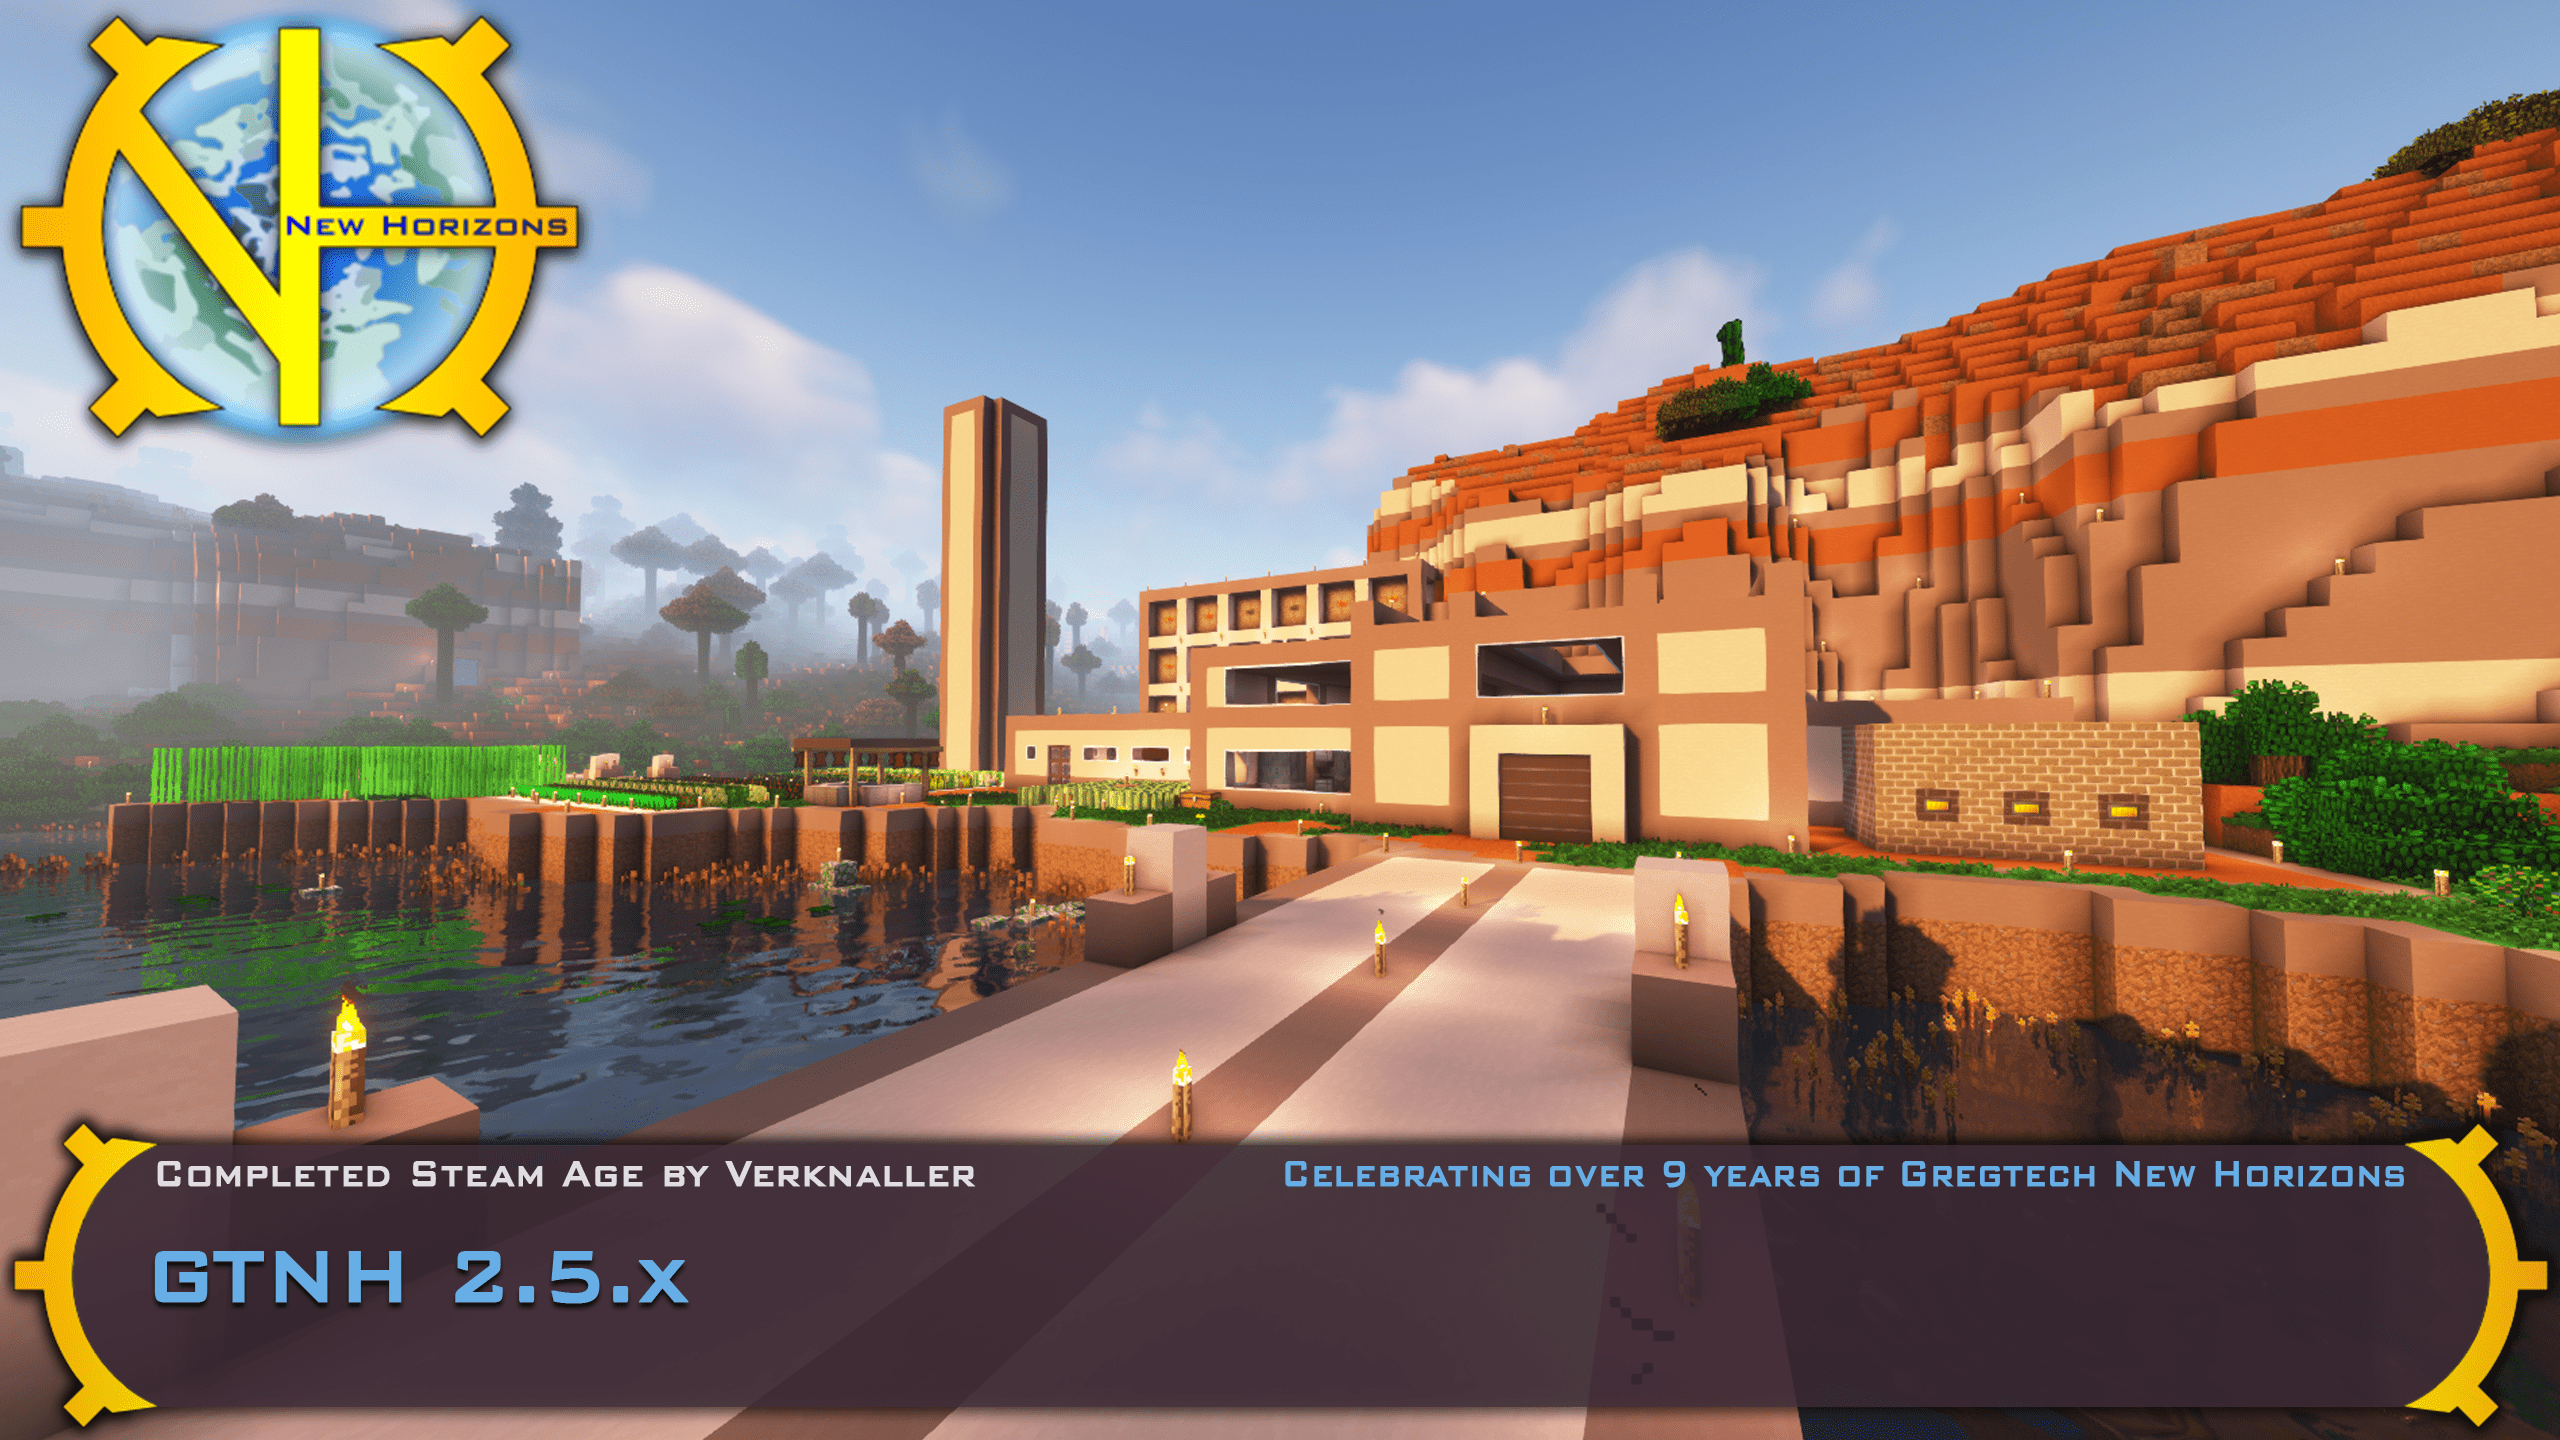 New Horizons
Completed Steam Age by Verknaller
Celebrating over 9 years of Gregtech New Horizons
GTNH 2.5.x